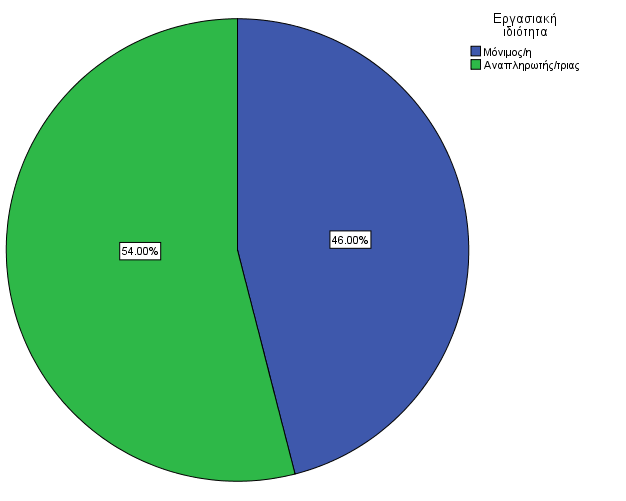 Εργασιακή
ιδιότητα
Μόνιμος/η
Αναπληρωτής/τριας
46.00%
54.00%